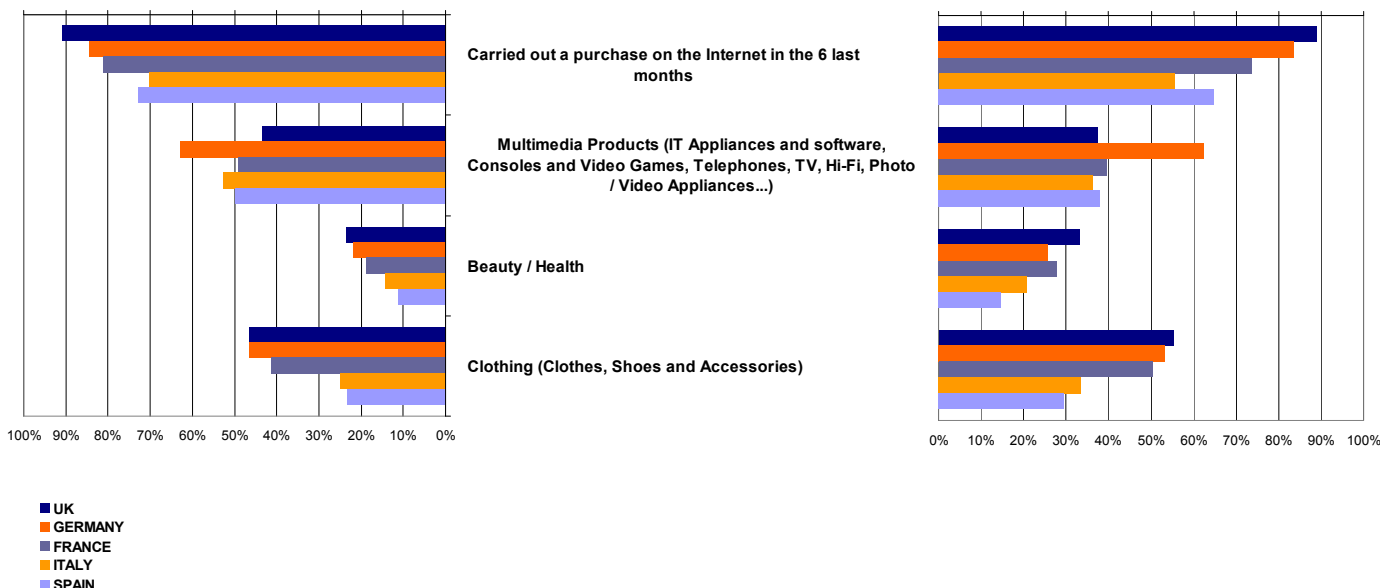 Carried out a purchase on the Internet in the 6 last
months
Multimedia Products (IT Appliances and software,
Consoles and Video Games, Telephones, TV, Hi-Fi, Photo
/ Video Appliances...)
Beauty / Health
Clothing (Clothes, Shoes and Accessories)
100% 90% 80% 70% 60% 50% 40% 30% 20% 10% 0%
0% 10% 20% 30% 40% 50% 60% 70% 80% 90% 100%
UK
GERMANY
FRANCE
ITALY
SPAIN